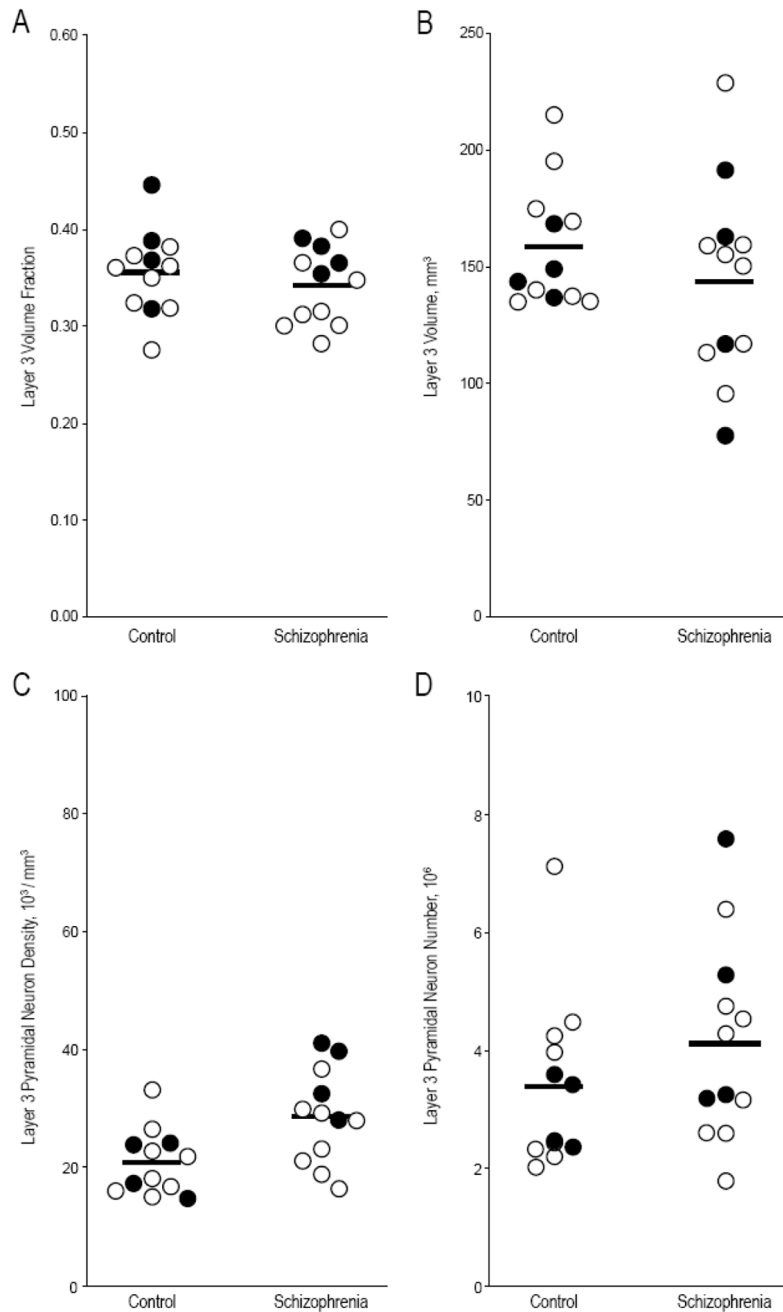 A
0.60
0.50
0.40
0.30
0.20
0.10
0.00
Layer 3 Volume Fraction
Control
Schizophrenia
B
250
200
150
100
50
0
Layer 3 Volume, mm³
Control
Schizophrenia
C
100
80
60
40
20
0
Layer 3 Pyramidal Neuron Density, 10³ / mm³
Control
Schizophrenia
D
10
8
6
4
2
0
Layer 3 Pyramidal Neuron Number, 10⁶
Control
Schizophrenia